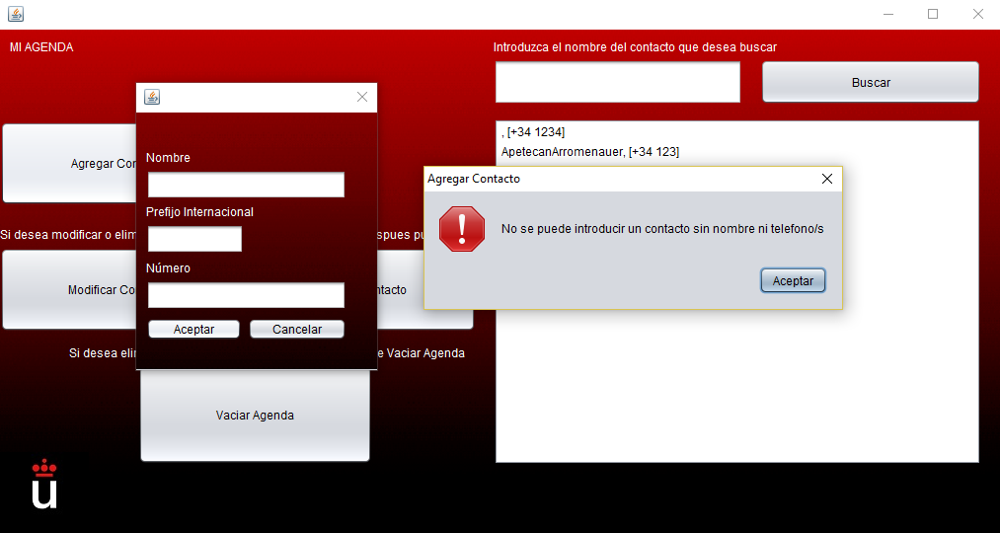 MI AGENDA
Introduzca el nombre del contacto que desea buscar
Buscar
, [+34 1234]
ApetecanArromenauer, [+34 123]
Agregar Con
Nombre
Agregar Contacto
No se puede introducir un contacto sin nombre ni telefono/s
Aceptar
Prefijo Internacional
Si desea modificar o elim
spues pu
Número
Modificar Co
ntacto
Aceptar
Cancelar
Si desea elim
e Vaciar Agenda
Vaciar Agenda
u